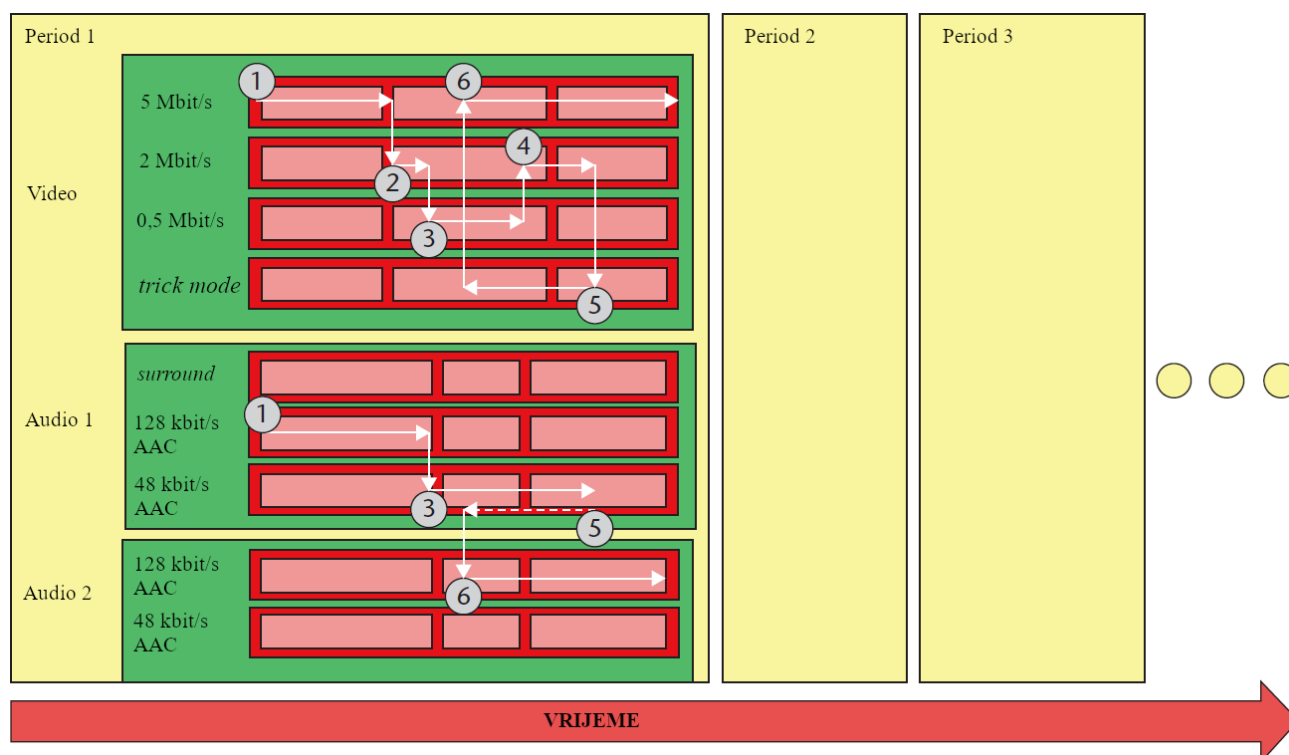 Period 1
Period 2
Period 3
Video
5 Mbit/s
1
6
2 Mbit/s
2
4
0,5 Mbit/s
3
trick mode
5
Audio 1
surround
128 kbit/s
AAC
1
48 kbit/s
AAC
3
5
Audio 2
128 kbit/s
AAC
6
48 kbit/s
AAC
VRIJEME